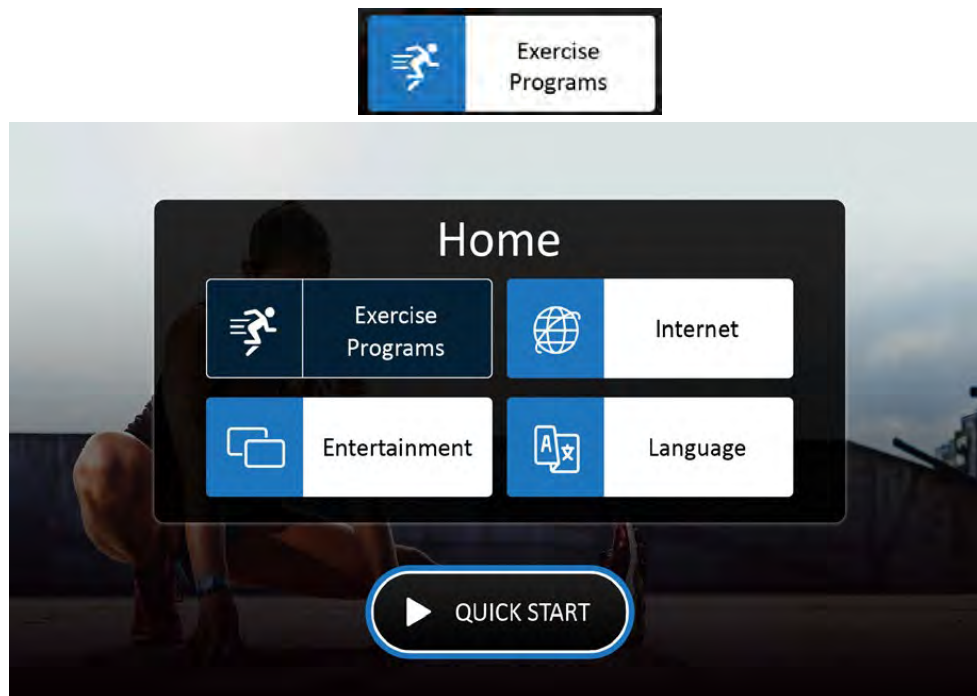 Exercise
Programs
Home
Exercise
Programs
Internet
Entertainment
A
Language
QUICK START